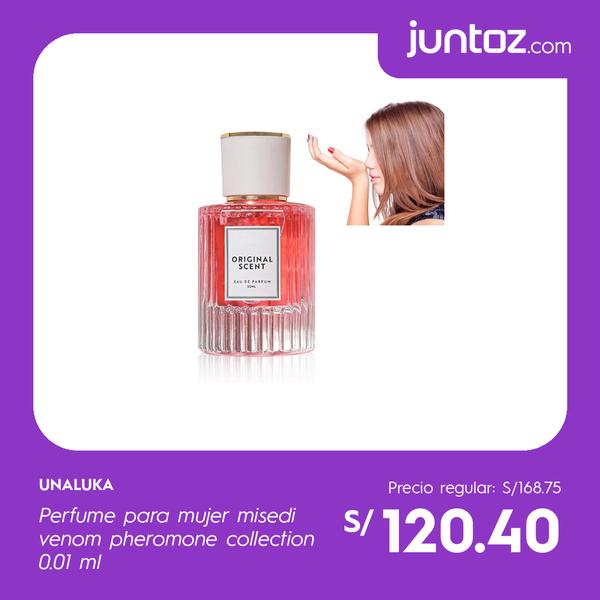 juntoz.com
ORIGINAL
SCENT
EAU DE PARFUM
50ML
UNALUKA
Perfume para mujer misedi
venom pheromone collection
0.01 ml
Precio regular: S/168.75
S/120.40